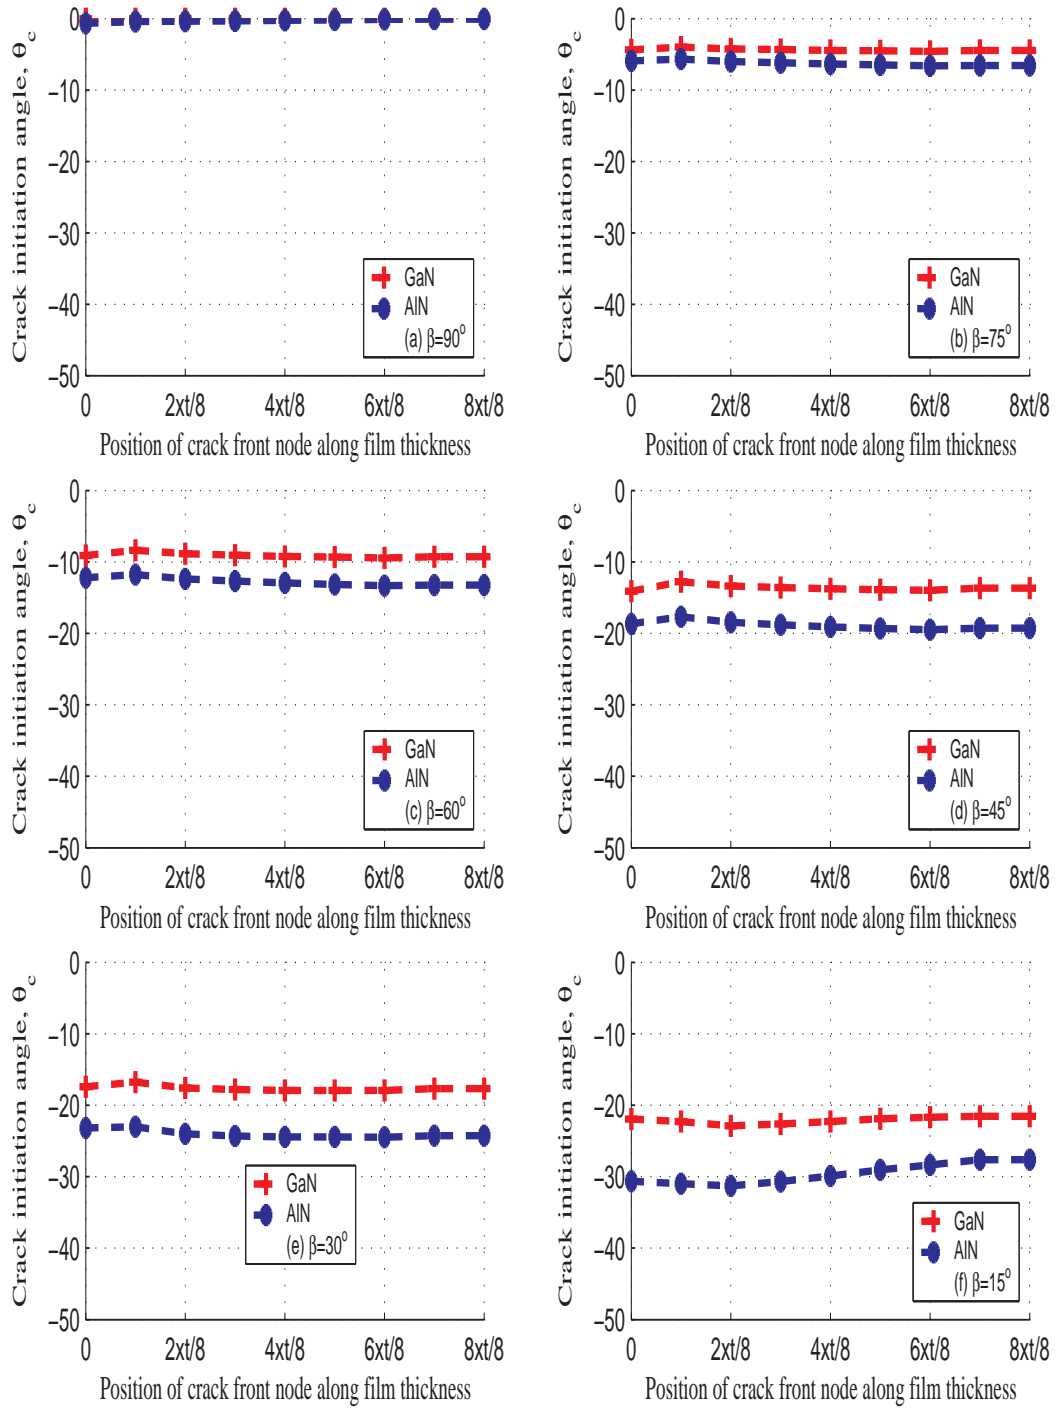 Crack initiation angle, θc
0
−10
−20
−30
−40
−50
GaN
AlN
(a) β=90°
0 2xt/8 4xt/8 6xt/8 8xt/8
Position of crack front node along film thickness
Crack initiation angle, θc
0
−10
−20
−30
−40
−50
GaN
AlN
(b) β=75°
0 2xt/8 4xt/8 6xt/8 8xt/8
Position of crack front node along film thickness
Crack initiation angle, θc
0
−10
−20
−30
−40
−50
GaN
AlN
(c) β=60°
0 2xt/8 4xt/8 6xt/8 8xt/8
Position of crack front node along film thickness
Crack initiation angle, θc
0
−10
−20
−30
−40
−50
GaN
AlN
(d) β=45°
0 2xt/8 4xt/8 6xt/8 8xt/8
Position of crack front node along film thickness
Crack initiation angle, θc
0
−10
−20
−30
−40
−50
GaN
AlN
(e) β=30°
0 2xt/8 4xt/8 6xt/8 8xt/8
Position of crack front node along film thickness
Crack initiation angle, θc
0
−10
−20
−30
−40
−50
GaN
AlN
(f) β=15°
0 2xt/8 4xt/8 6xt/8 8xt/8
Position of crack front node along film thickness